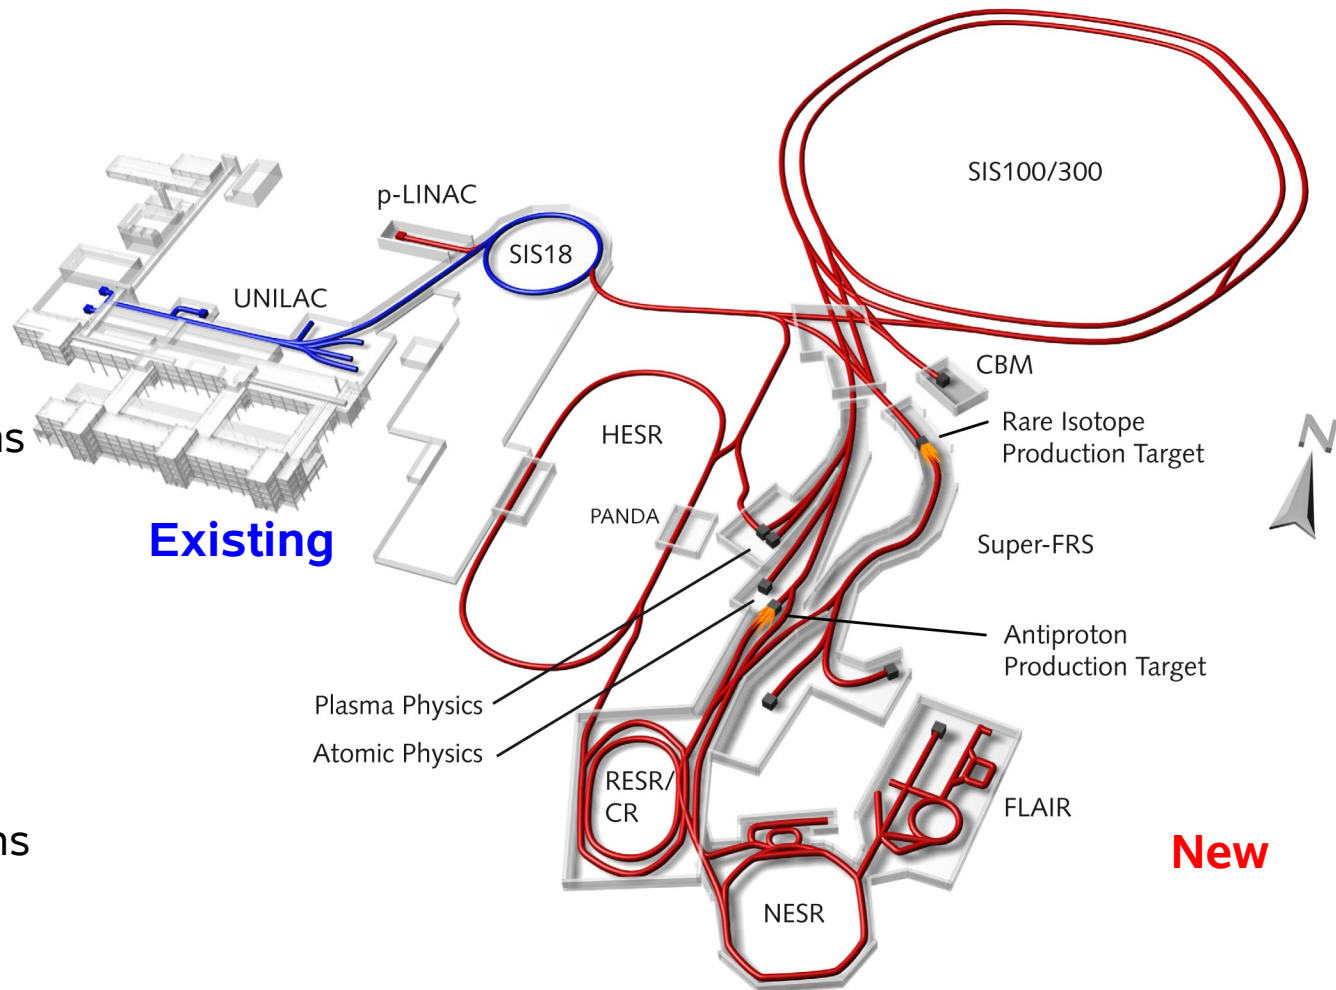 SIS100/300
p-LINAC
SIS18
UNILAC
CBM
Rare Isotope
Production Target
N
HESR
PANDA
Existing
Super-FRS
Antiproton
Production Target
Plasma Physics
Atomic Physics
RESR/
CR
FLAIR
New
NESR